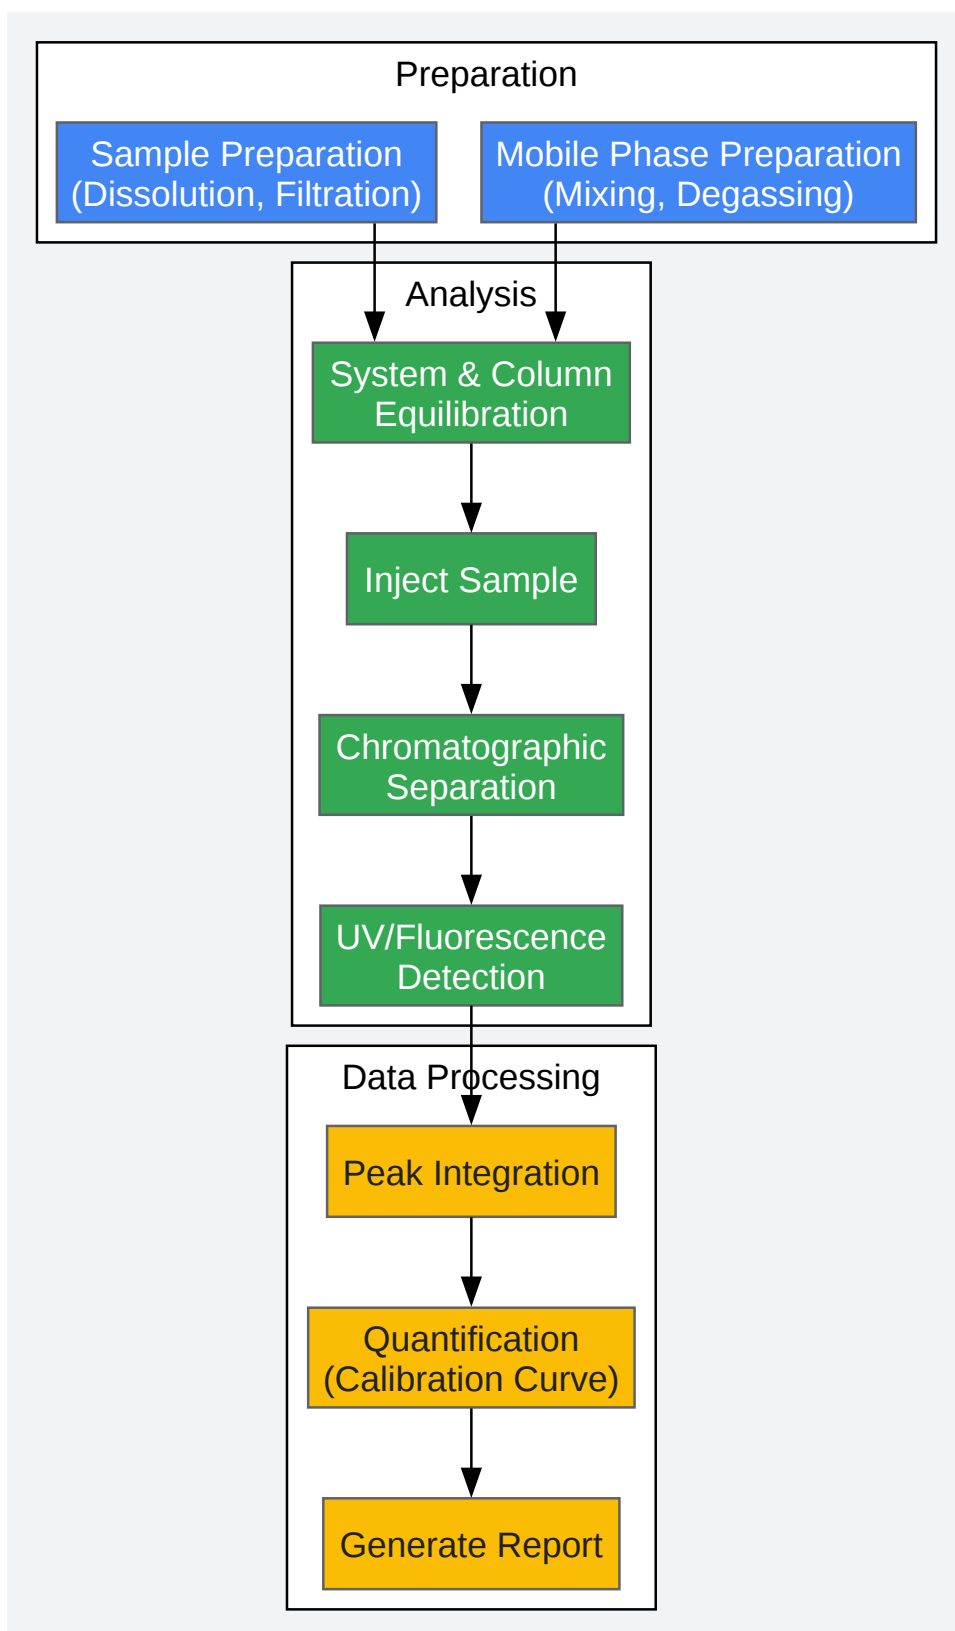 Preparation
Sample Preparation
(Dissolution, Filtration)
Mobile Phase Preparation
(Mixing, Degassing)
Analysis
System & Column
Equilibration
Inject Sample
Chromatographic
Separation
UV/Fluorescence
Detection
Data Processing
Peak Integration
Quantification
(Calibration Curve)
Generate Report